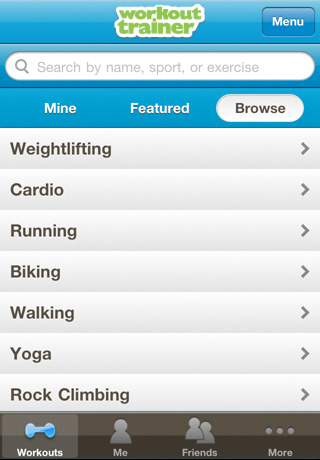 workout
trainer
Menu
Search by name, sport, or exercise
Mine Featured Browse
Weightlifting
Cardio
Running
Biking
Walking
Yoga
Rock Climbing
Workouts Me Friends More